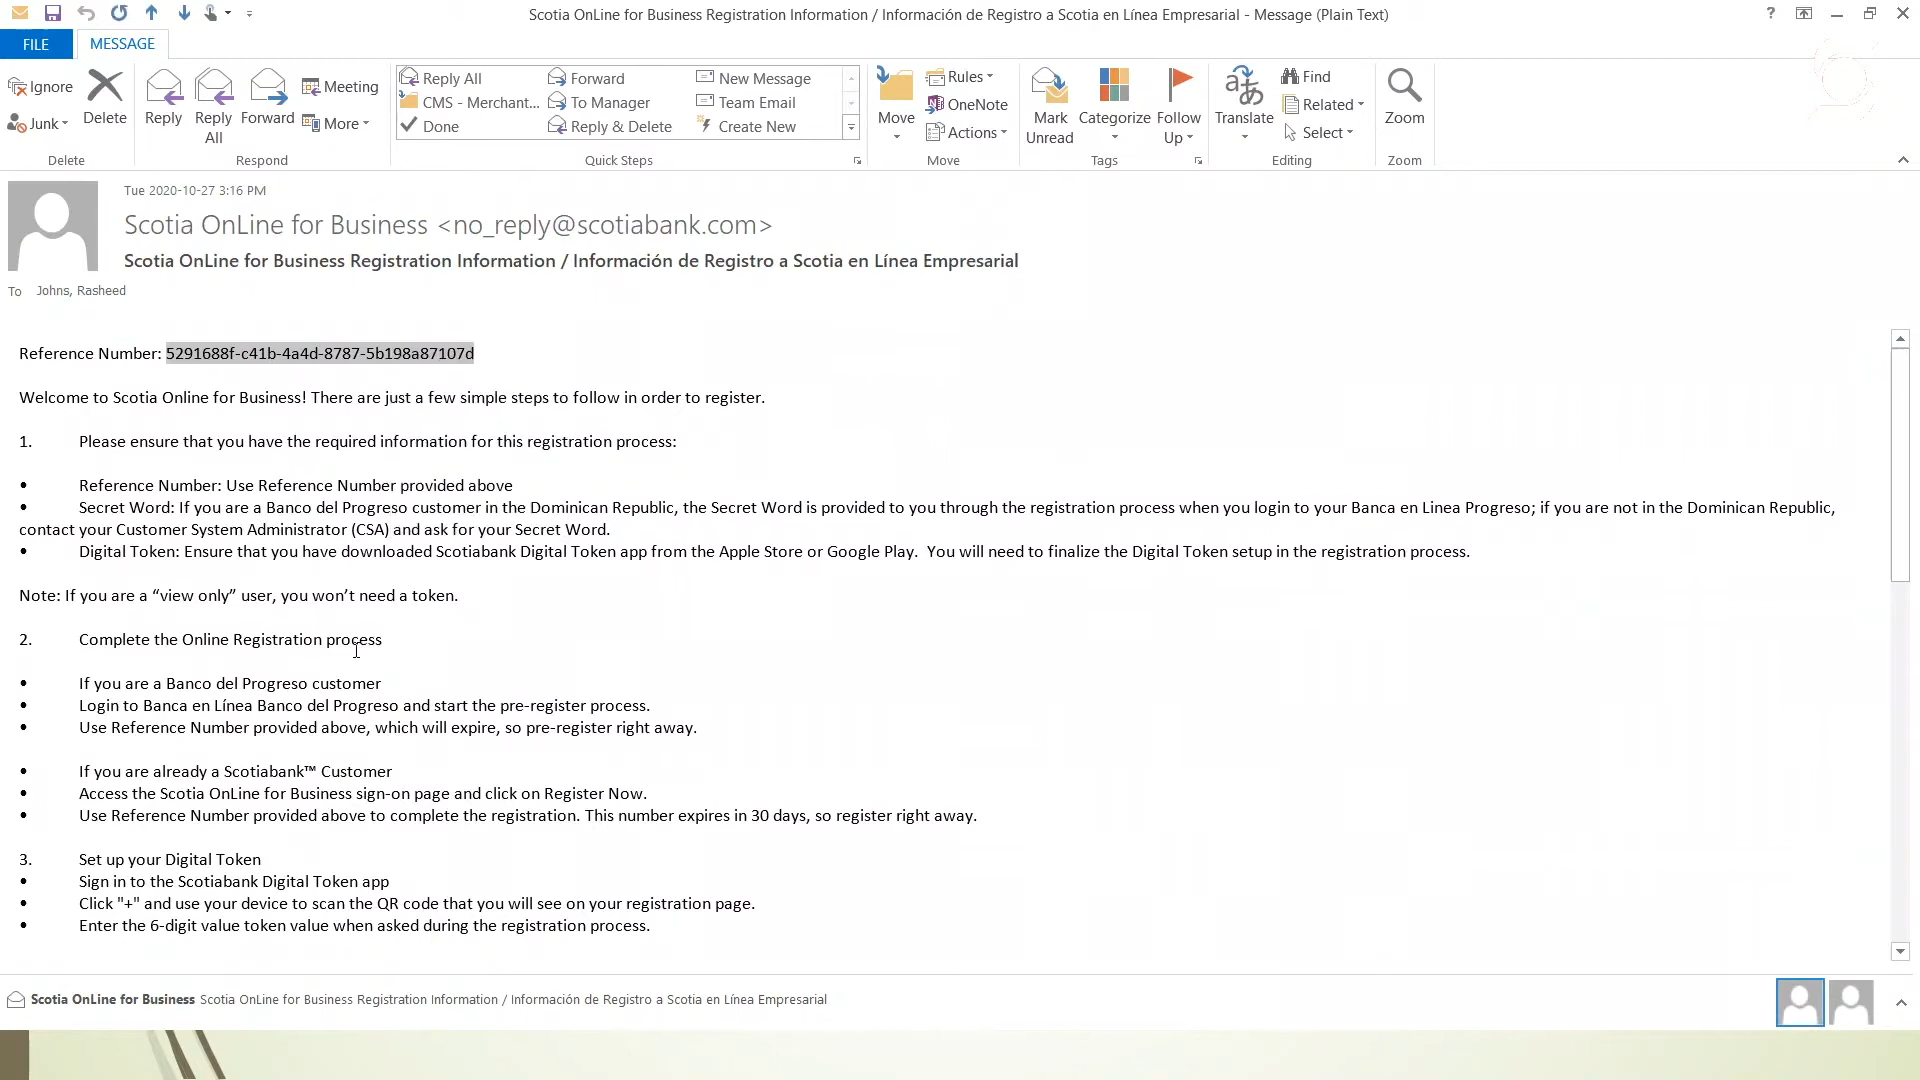 Scotia OnLine for Business Registration Information / Información de Registro a Scotia en Línea Empresarial - Message (Plain Text)
?
FILE
MESSAGE
Ignore
Junk
Delete
Delete
Reply
Reply All
Forward
Meeting
More
Respond
Reply All
CMS - Merchant...
Done
Forward
To Manager
Reply & Delete
New Message
Team Email
Create New
Quick Steps
Move
Rules
OneNote
Actions
Move
Mark Unread
Categorize
Follow Up
Tags
Translate
Find
Related
Select
Editing
Zoom
Zoom
Tue 2020-10-27 3:16 PM
Scotia OnLine for Business <no_reply@scotiabank.com>
Scotia OnLine for Business Registration Information / Información de Registro a Scotia en Línea Empresarial
To Johns, Rasheed
Reference Number: 5291688f-c41b-4a4d-8787-5b198a87107d
Welcome to Scotia Online for Business! There are just a few simple steps to follow in order to register.
1. Please ensure that you have the required information for this registration process:
• Reference Number: Use Reference Number provided above
• Secret Word: If you are a Banco del Progreso customer in the Dominican Republic, the Secret Word is provided to you through the registration process when you login to your Banca en Linea Progreso; if you are not in the Dominican Republic,
contact your Customer System Administrator (CSA) and ask for your Secret Word.
• Digital Token: Ensure that you have downloaded Scotiabank Digital Token app from the Apple Store or Google Play.  You will need to finalize the Digital Token setup in the registration process.
Note: If you are a “view only” user, you won’t need a token.
2. Complete the Online Registration process
• If you are a Banco del Progreso customer
• Login to Banca en Línea Banco del Progreso and start the pre-register process.
• Use Reference Number provided above, which will expire, so pre-register right away.
• If you are already a Scotiabank™ Customer
• Access the Scotia OnLine for Business sign-on page and click on Register Now.
• Use Reference Number provided above to complete the registration. This number expires in 30 days, so register right away.
3. Set up your Digital Token
• Sign in to the Scotiabank Digital Token app
• Click "+" and use your device to scan the QR code that you will see on your registration page.
• Enter the 6-digit value token value when asked during the registration process.
Scotia OnLine for Business Scotia OnLine for Business Registration Information / Información de Registro a Scotia en Línea Empresarial